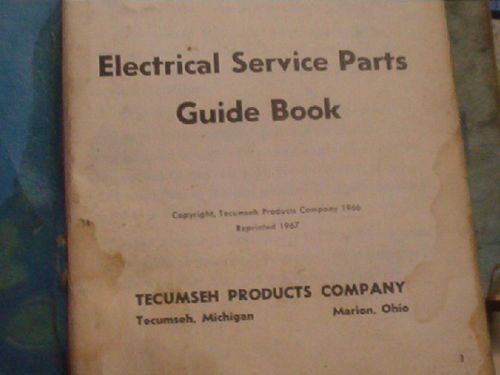 Electrical Service Parts
Guide Book
Copyright, Tecumseh Products Company 1966
Reprinted 1967
TECUMSEH PRODUCTS COMPANY
Tecumseh, Michigan Marion, Ohio
1